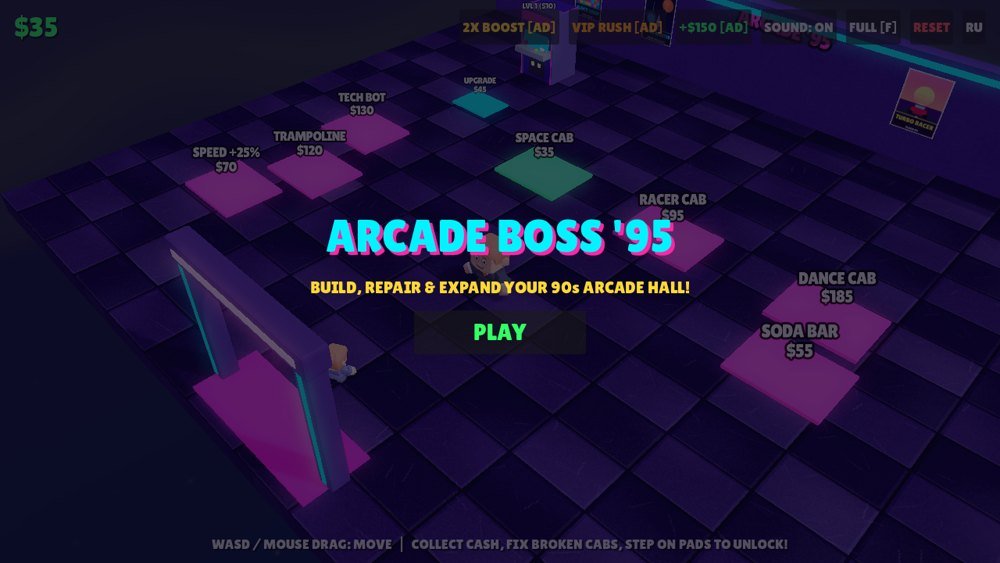 $35
LVL 1 ($10)
2X BOOST [AD] VIP RUSH [AD] +$150 [AD] SOUND: ON FULL [F] RESET RU
UPGRADE
$45
TECH BOT
$130
TRAMPOLINE
$120
SPEED +25%
$70
SPACE CAB
$35
TURBO RACER
RACER CAB
$95
ARCADE BOSS '95
BUILD, REPAIR & EXPAND YOUR 90s ARCADE HALL!
DANCE CAB
$185
SODA BAR
$55
PLAY
WASD / MOUSE DRAG: MOVE | COLLECT CASH, FIX BROKEN CABS, STEP ON PADS TO UNLOCK!